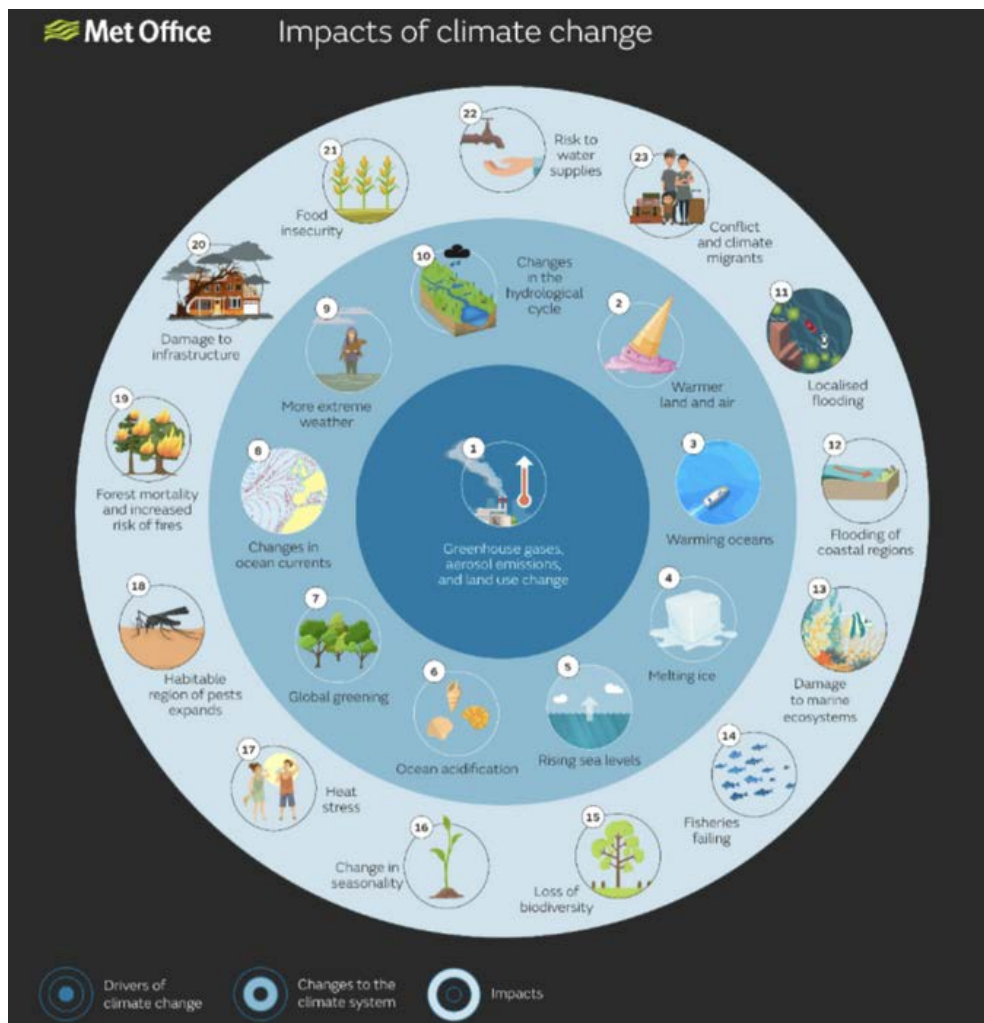 Met Office
Impacts of climate change
1
Greenhouse gases,
aerosol emissions,
and land use change
2
Warmer
land and air
3
Warming oceans
4
Melting ice
5
Rising sea levels
6
Ocean acidification
7
Global greening
8
Changes in
ocean currents
9
More extreme
weather
10
Changes
in the
hydrological
cycle
11
Localised
flooding
12
Flooding of
coastal regions
13
Damage
to marine
ecosystems
14
Fisheries
failing
15
Loss of
biodiversity
16
Change in
seasonality
17
Heat
stress
18
Habitable
region of pests
expands
19
Forest mortality
and increased
risk of fires
20
Damage to
infrastructure
21
Food
insecurity
22
Risk to
water
supplies
23
Conflict
and climate
migrants
Drivers of
climate change
Changes to the
climate system
Impacts